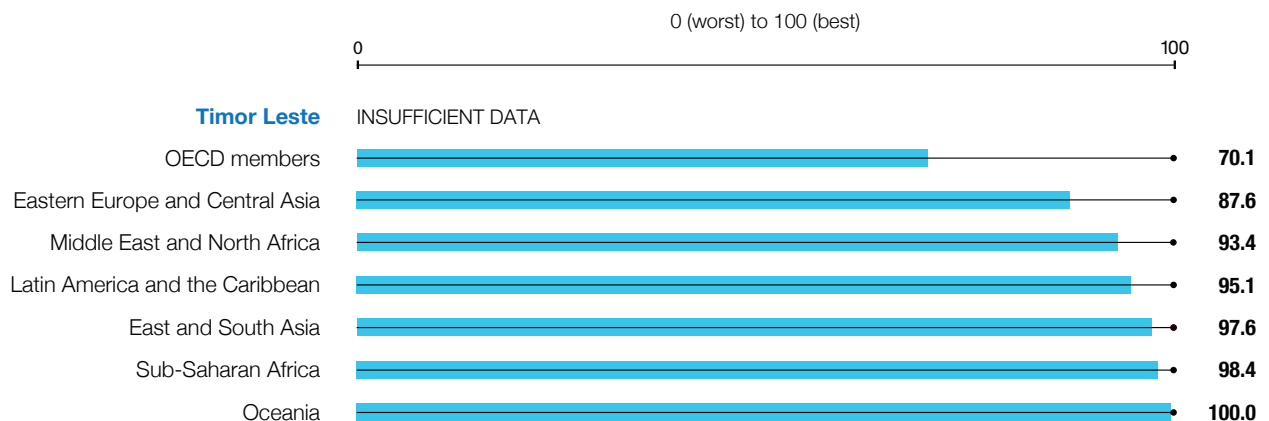 0 (worst) to 100 (best)
0 100
Timor Leste INSUFFICIENT DATA
OECD members 70.1
Eastern Europe and Central Asia 87.6
Middle East and North Africa 93.4
Latin America and the Caribbean 95.1
East and South Asia 97.6
Sub-Saharan Africa 98.4
Oceania 100.0